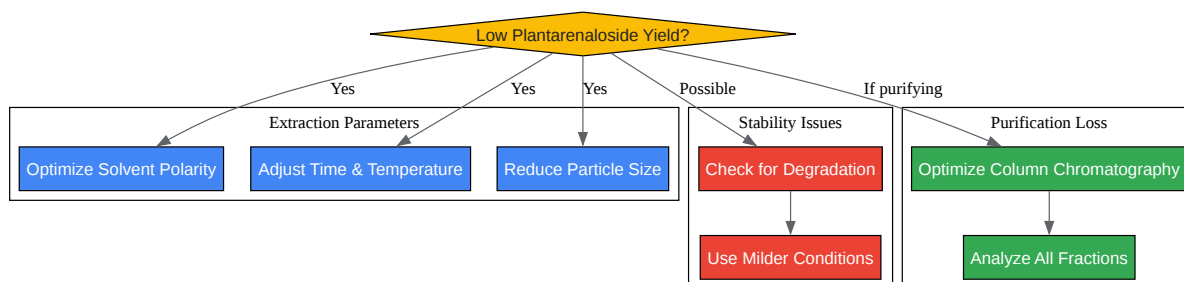 Low Plantarenaloside Yield?
Yes
Yes
Yes
Possible
If purifying
Extraction Parameters
Stability Issues
Purification Loss
Optimize Solvent Polarity
Adjust Time & Temperature
Reduce Particle Size
Check for Degradation
Optimize Column Chromatography
Use Milder Conditions
Analyze All Fractions